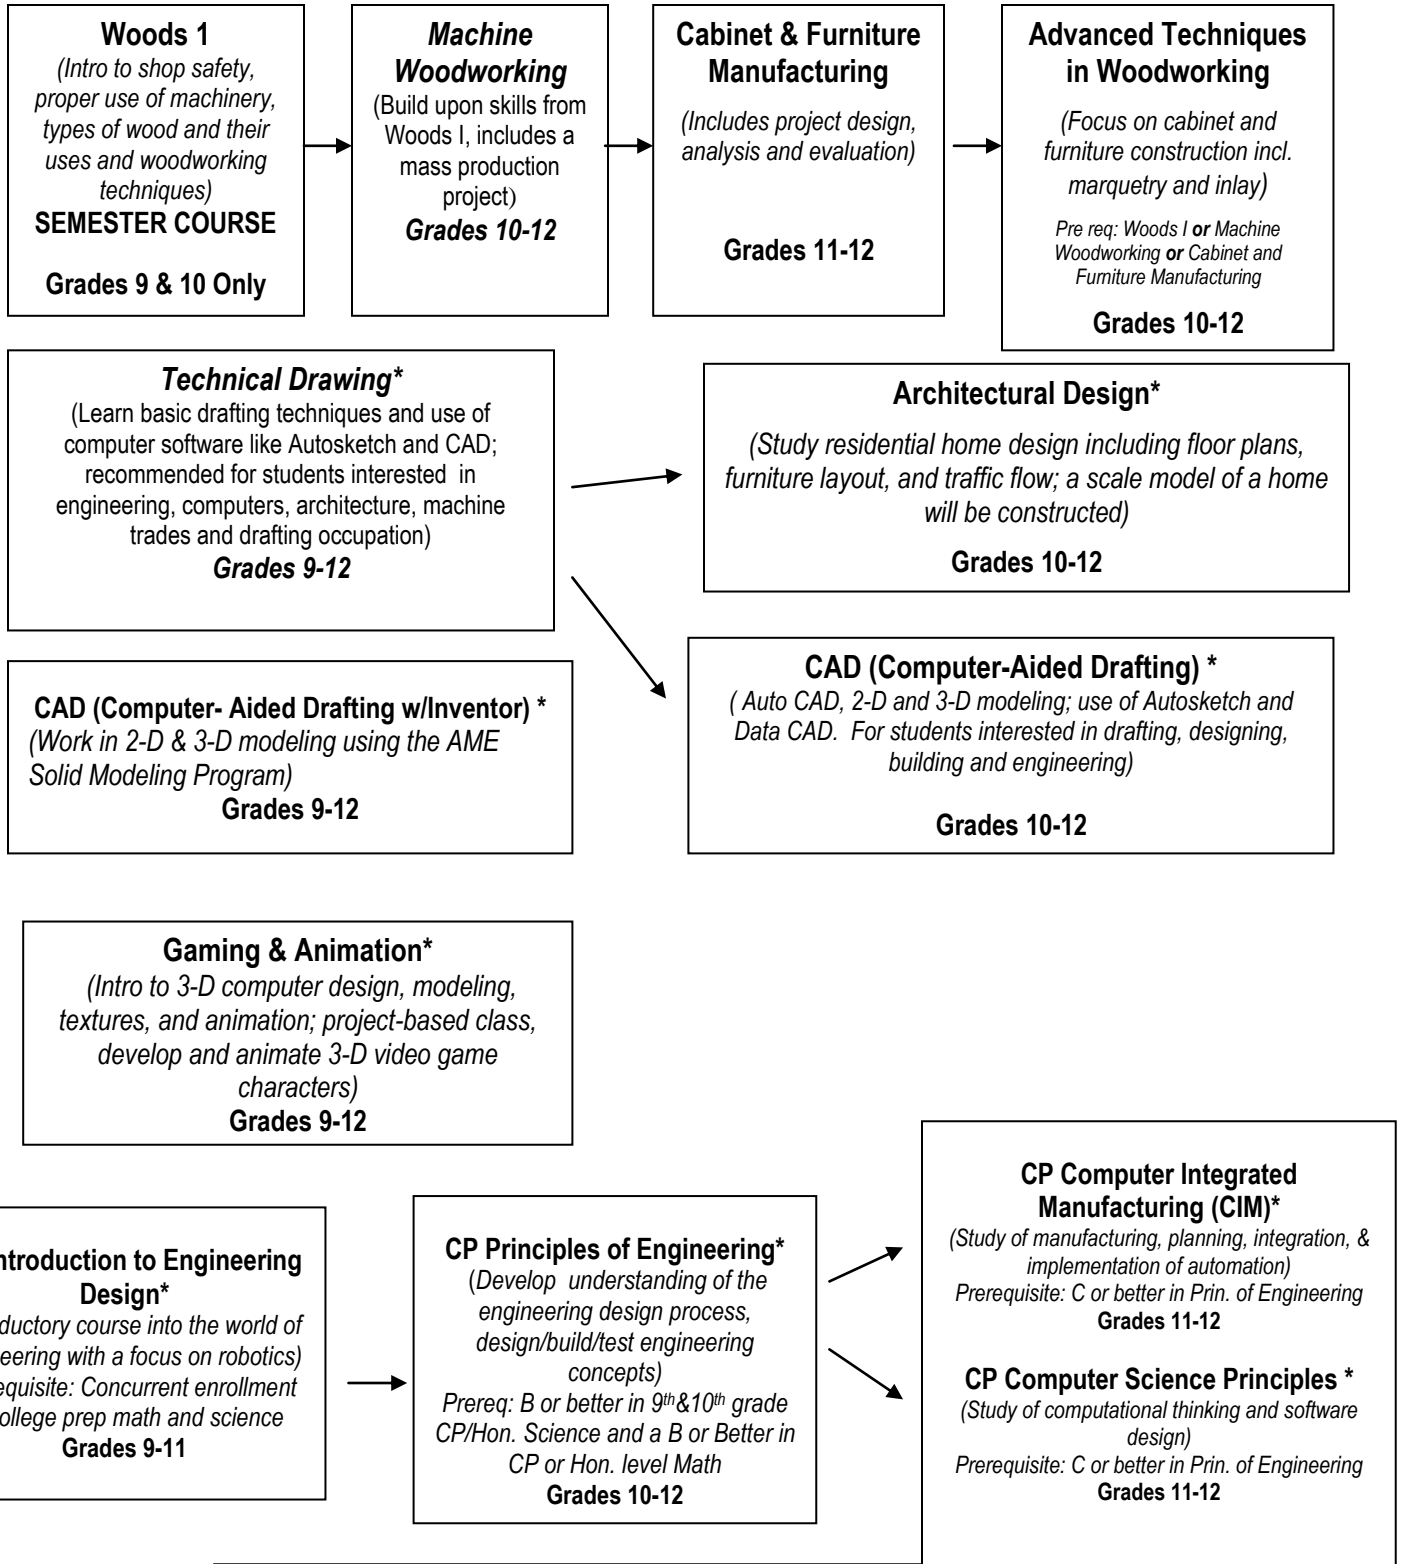 Woods 1
(Intro to shop safety,
proper use of machinery,
types of wood and their
uses and woodworking
techniques)
SEMESTER COURSE
Grades 9 & 10 Only
Machine
Woodworking
(Build upon skills from
Woods I, includes a
mass production
project)
Grades 10-12
Cabinet & Furniture
Manufacturing
(Includes project design,
analysis and evaluation)
Grades 11-12
Advanced Techniques
in Woodworking
(Focus on cabinet and
furniture construction incl.
marquetry and inlay)
Pre req: Woods I or Machine
Woodworking or Cabinet and
Furniture Manufacturing
Grades 10-12
Technical Drawing*
(Learn basic drafting techniques and use of
computer software like Autosketch and CAD;
recommended for students interested in
engineering, computers, architecture, machine
trades and drafting occupation)
Grades 9-12
Architectural Design*
(Study residential home design including floor plans,
furniture layout, and traffic flow; a scale model of a home
will be constructed)
Grades 10-12
CAD (Computer- Aided Drafting w/Inventor) *
(Work in 2-D & 3-D modeling using the AME
Solid Modeling Program)
Grades 9-12
CAD (Computer-Aided Drafting) *
( Auto CAD, 2-D and 3-D modeling; use of Autosketch and
Data CAD. For students interested in drafting, designing,
building and engineering)
Grades 10-12
Gaming & Animation*
(Intro to 3-D computer design, modeling,
textures, and animation; project-based class,
develop and animate 3-D video game
characters)
Grades 9-12
ntroduction to Engineering
Design*
ductory course into the world of
eering with a focus on robotics)
equisite: Concurrent enrollment
ollege prep math and science
Grades 9-11
CP Principles of Engineering*
(Develop understanding of the
engineering design process,
design/build/test engineering
concepts)
Prereq: B or better in 9th&10th grade
CP/Hon. Science and a B or Better in
CP or Hon. level Math
Grades 10-12
CP Computer Integrated
Manufacturing (CIM)*
(Study of manufacturing, planning, integration, &
implementation of automation)
Prerequisite: C or better in Prin. of Engineering
Grades 11-12
CP Computer Science Principles *
(Study of computational thinking and software
design)
Prerequisite: C or better in Prin. of Engineering
Grades 11-12